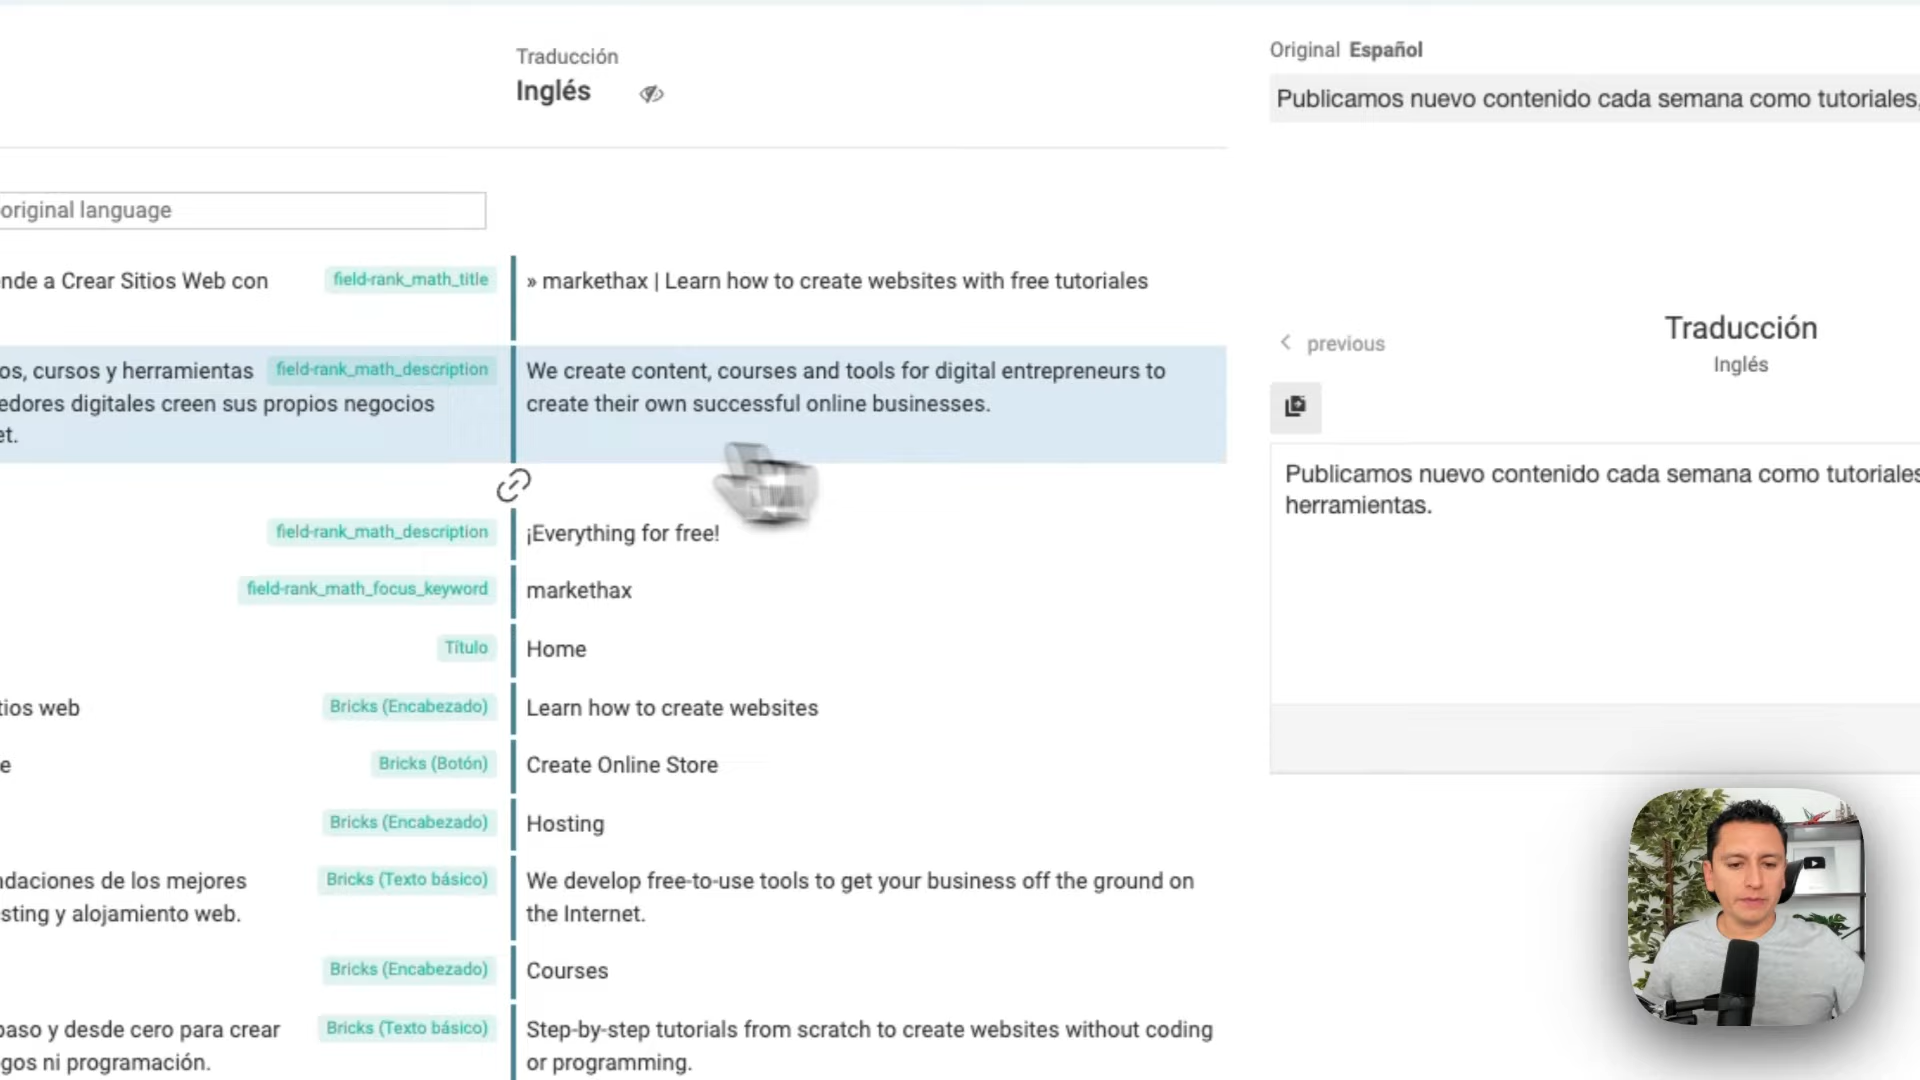 Traducción
Inglés
original language
nde a Crear Sitios Web con
field-rank_math_title
» markethax | Learn how to create websites with free tutoriales
os, cursos y herramientas
field-rank_math_description
edores digitales creen sus propios negocios
et.
We create content, courses and tools for digital entrepreneurs to
create their own successful online businesses.
field-rank_math_description
¡Everything for free!
field-rank_math_focus_keyword
markethax
Título
Home
tios web
Bricks (Encabezado)
Learn how to create websites
e
Bricks (Botón)
Create Online Store
Bricks (Encabezado)
Hosting
ndaciones de los mejores
sting y alojamiento web.
Bricks (Texto básico)
We develop free-to-use tools to get your business off the ground on
the Internet.
Bricks (Encabezado)
Courses
paso y desde cero para crear
gos ni programación.
Bricks (Texto básico)
Step-by-step tutorials from scratch to create websites without coding
or programming.
Original Español
Publicamos nuevo contenido cada semana como tutoriales,
previous
Traducción
Inglés
Publicamos nuevo contenido cada semana como tutoriales
herramientas.